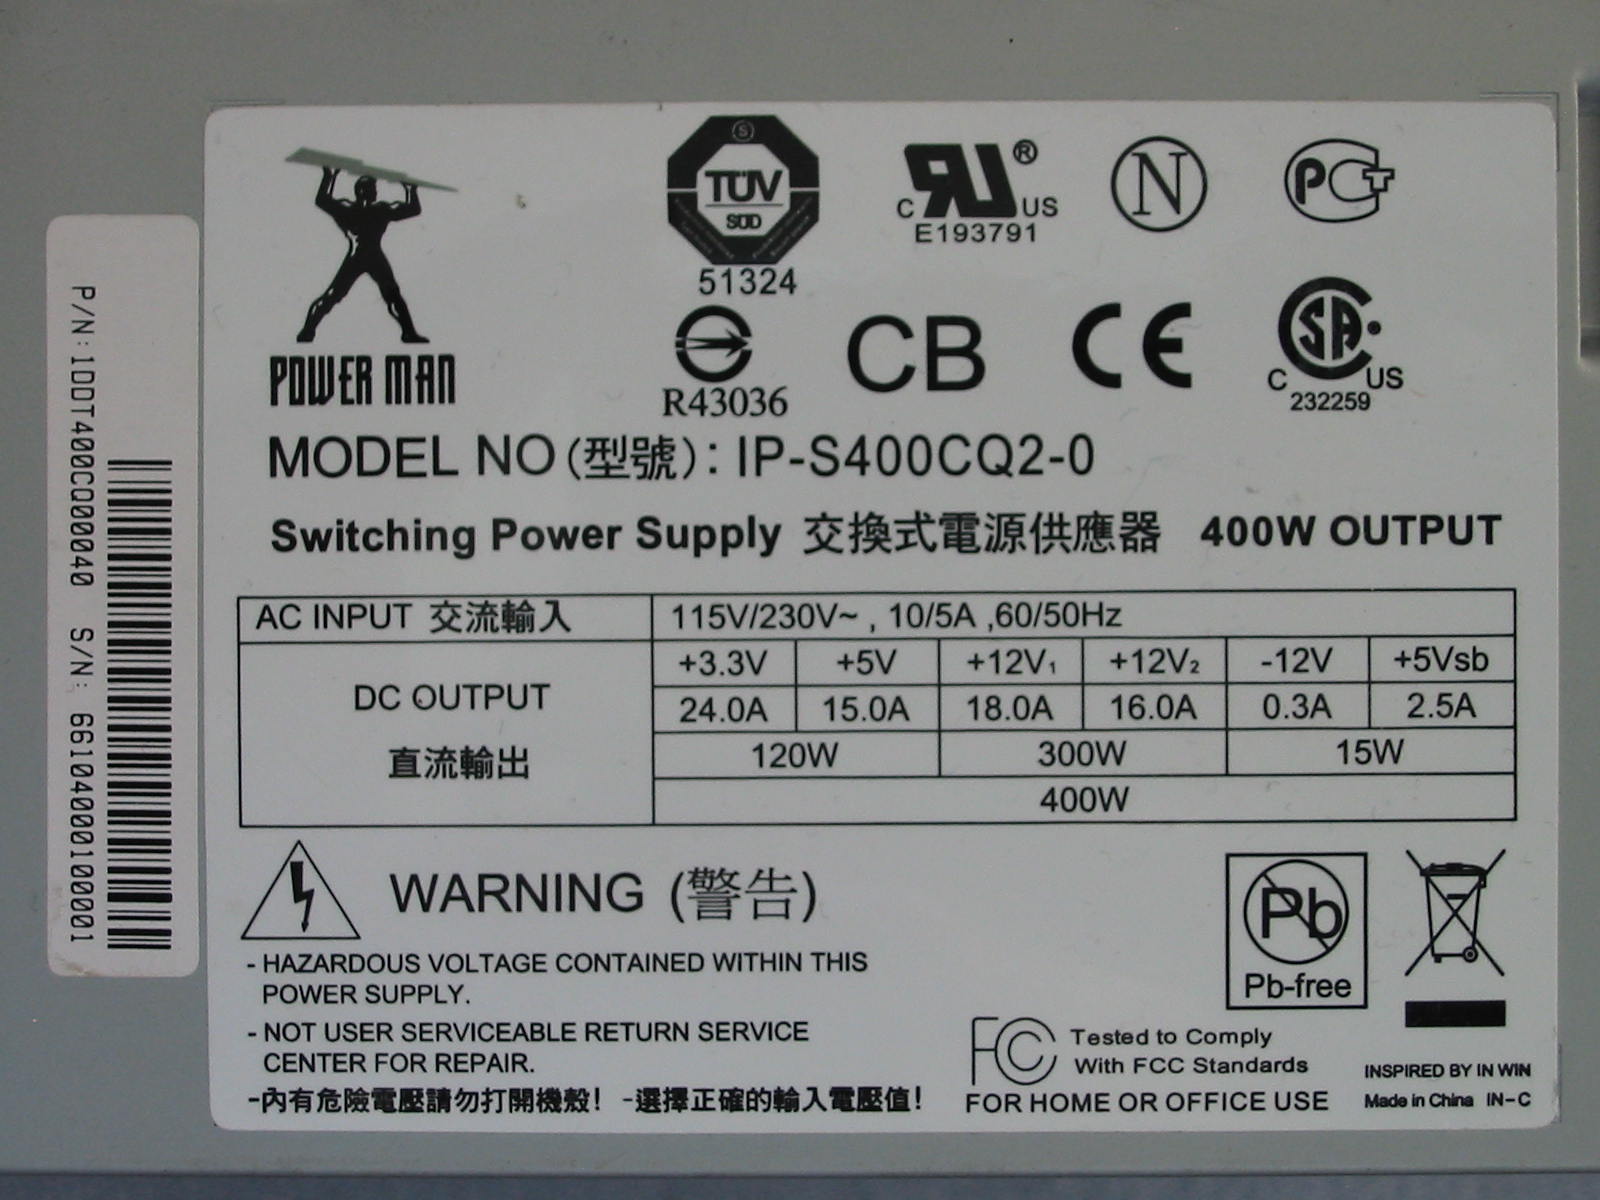 P/N:1DDT400CQ00040 S/N: 66104000100001
POWER MAN
TÜV
SÜD
51324
C RU US ®
E193791
N
PCT
R43036
CB
CE
C SA US
232259
MODEL NO (型號): IP-S400CQ2-0
Switching Power Supply 交換式電源供應器 400W OUTPUT
AC INPUT 交流輸入 115V/230V~ , 10/5A ,60/50Hz
DC OUTPUT
直流輸出
+3.3V +5V +12V₁ +12V₂ -12V +5Vsb
24.0A 15.0A 18.0A 16.0A 0.3A 2.5A
120W 300W 15W
400W
WARNING (警告)
- HAZARDOUS VOLTAGE CONTAINED WITHIN THIS
POWER SUPPLY.
- NOT USER SERVICEABLE RETURN SERVICE
CENTER FOR REPAIR.
-內有危險電壓請勿打開機殼! -選擇正確的輸入電壓值!
Pb
Pb-free
FC Tested to Comply
With FCC Standards
FOR HOME OR OFFICE USE
INSPIRED BY IN WIN
Made in China IN-C